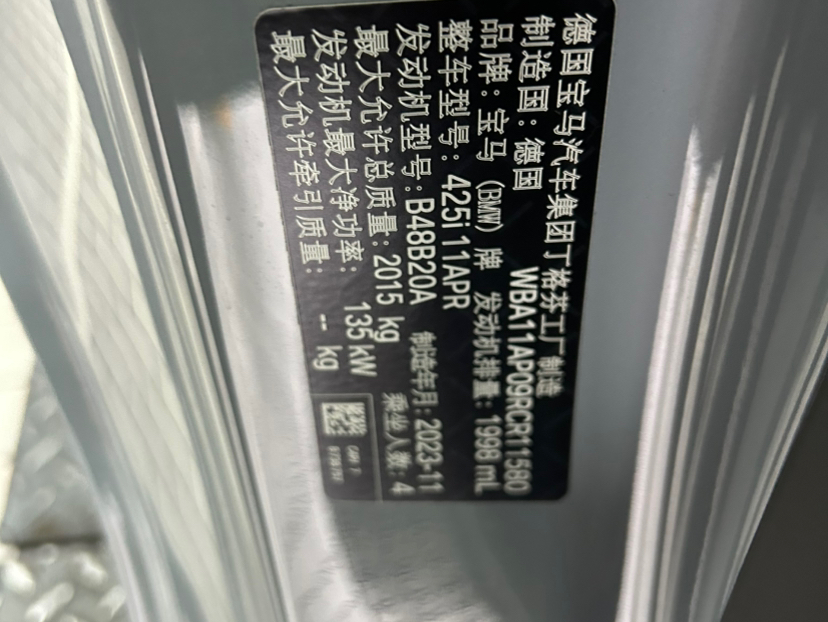 德国宝马汽车集团丁格芬工厂制造
制造国：德国 WBA11AP09RCR11560
品牌：宝马（BMW）牌 发动机排量：1998 mL
整车型号：425i 11APR
发动机型号：B48B20A 制造年月：2023-11
最大允许总质量：2015 kg 乘坐人数：4
发动机最大净功率：135 kW
最大允许牵引质量：-- kg